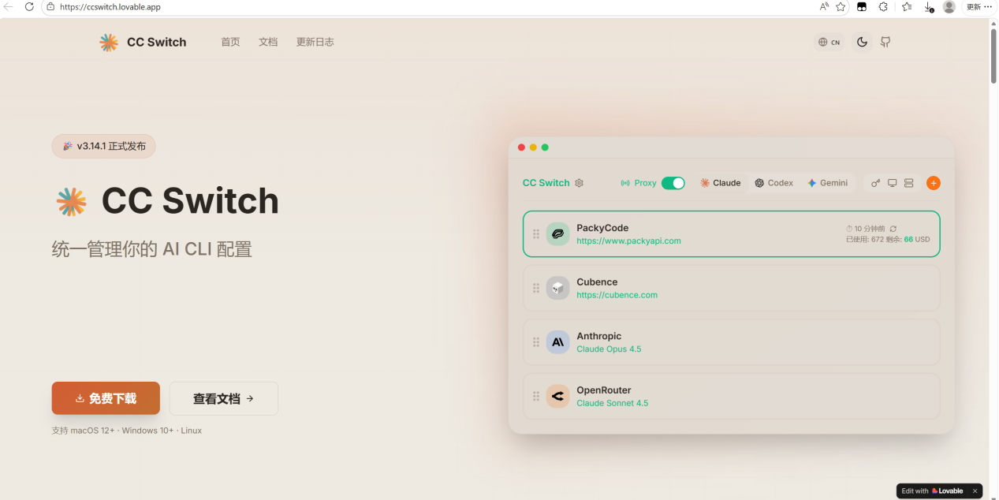 https://ccswitch.lovable.app
更新
CC Switch
首页
文档
更新日志
CN
🎉 v3.14.1 正式发布
CC Switch
统一管理你的 AI CLI 配置
免费下载
查看文档 →
支持 macOS 12+ · Windows 10+ · Linux
CC Switch
Proxy
Claude
Codex
Gemini
PackyCode
https://www.packyapi.com
10 分钟前
已使用: 672 剩余: 66 USD
Cubence
https://cubence.com
Anthropic
Claude Opus 4.5
OpenRouter
Claude Sonnet 4.5
Edit with Lovable